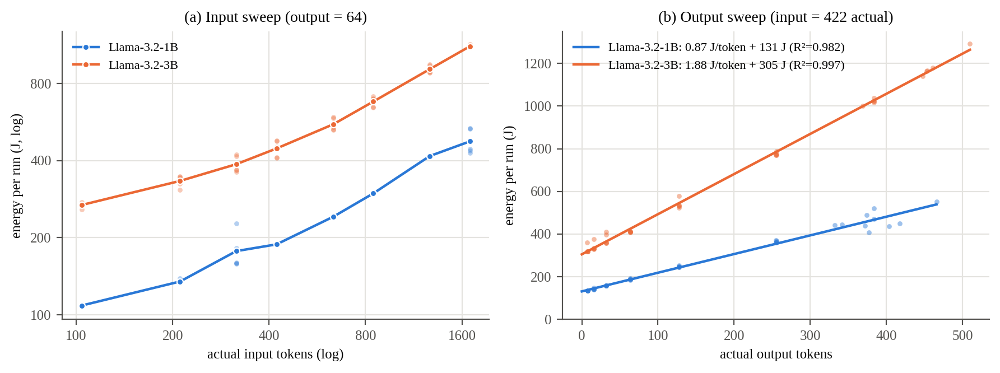 (a) Input sweep (output = 64)
Llama-3.2-1B
Llama-3.2-3B
energy per run (J, log)
800
400
200
100
100
200
400
800
1600
actual input tokens (log)
(b) Output sweep (input = 422 actual)
Llama-3.2-1B: 0.87 J/token + 131 J (R²=0.982)
Llama-3.2-3B: 1.88 J/token + 305 J (R²=0.997)
energy per run (J)
1200
1000
800
600
400
200
0
0
100
200
300
400
500
actual output tokens